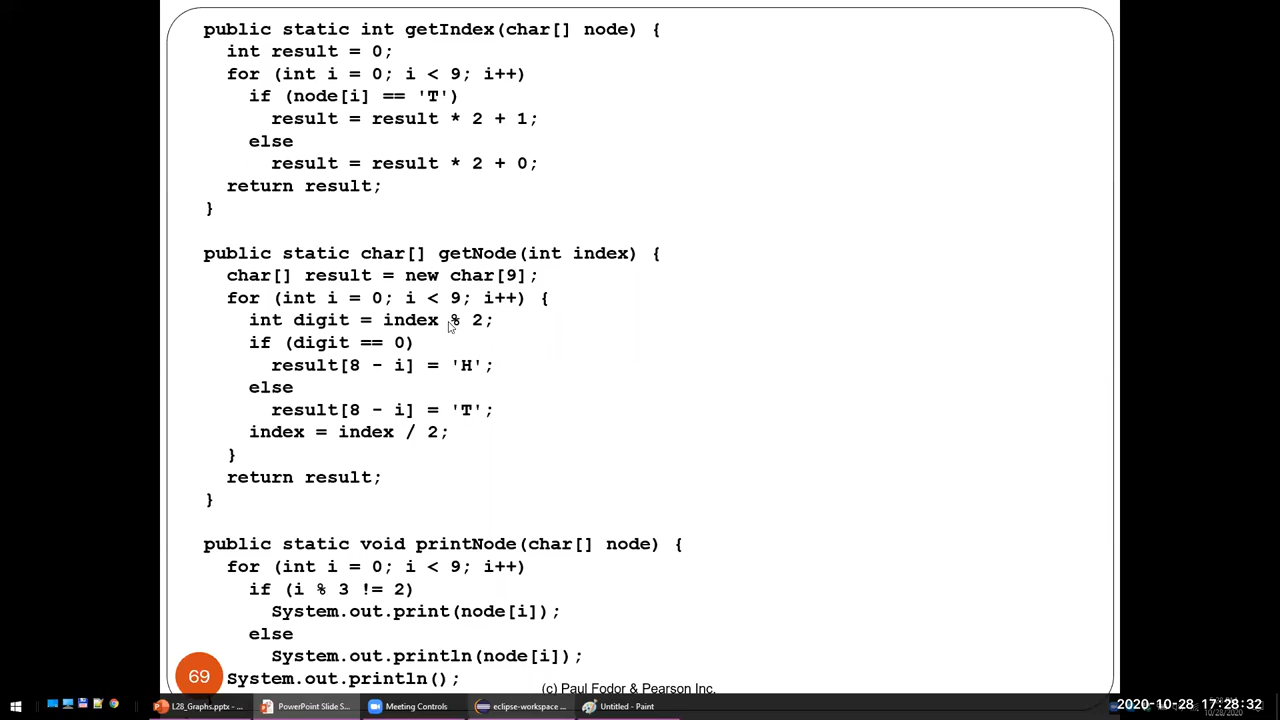 public static int getIndex(char[] node) {
int result = 0;
for (int i = 0; i < 9; i++)
if (node[i] == 'T')
result = result * 2 + 1;
else
result = result * 2 + 0;
return result;
}
public static char[] getNode(int index) {
char[] result = new char[9];
for (int i = 0; i < 9; i++) {
int digit = index % 2;
if (digit == 0)
result[8 - i] = 'H';
else
result[8 - i] = 'T';
index = index / 2;
}
return result;
}
public static void printNode(char[] node) {
for (int i = 0; i < 9; i++)
if (i % 3 != 2)
System.out.print(node[i]);
else
System.out.println(node[i]);
System.out.println();
69
(c) Paul Fodor & Pearson Inc.
L28_Graphs.pptx - ...
PowerPoint Slide S...
Meeting Controls
eclipse-workspace ...
Untitled - Paint
2020-10-28 17:28:32